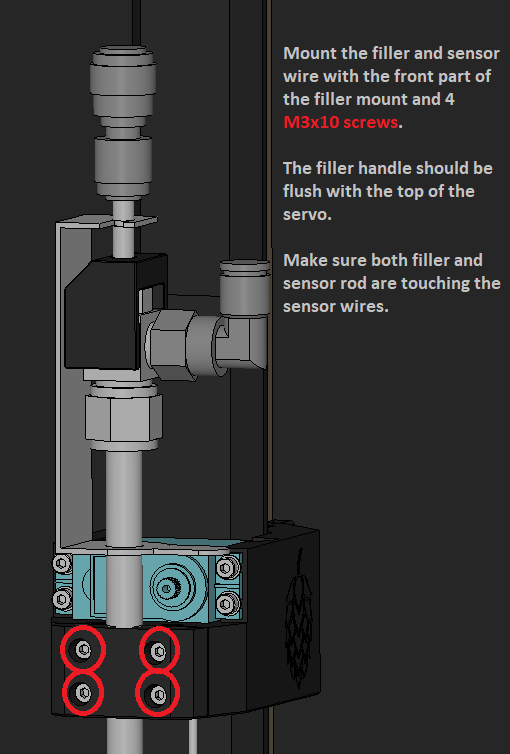 Mount the filler and sensor
wire with the front part of
the filler mount and 4
M3x10 screws.
The filler handle should be
flush with the top of the
servo.
Make sure both filler and
sensor rod are touching the
sensor wires.